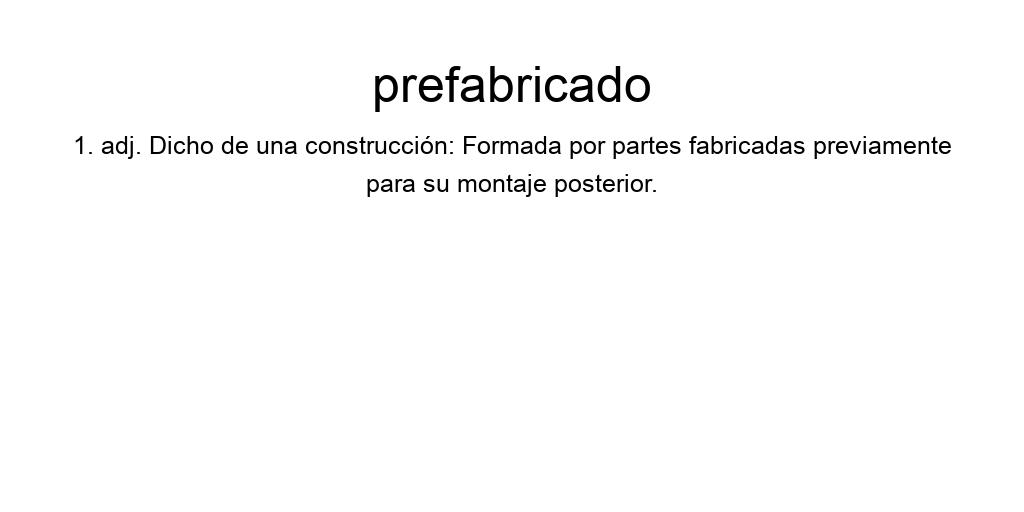 prefabricado
1. adj. Dicho de una construcción: Formada por partes fabricadas previamente
para su montaje posterior.